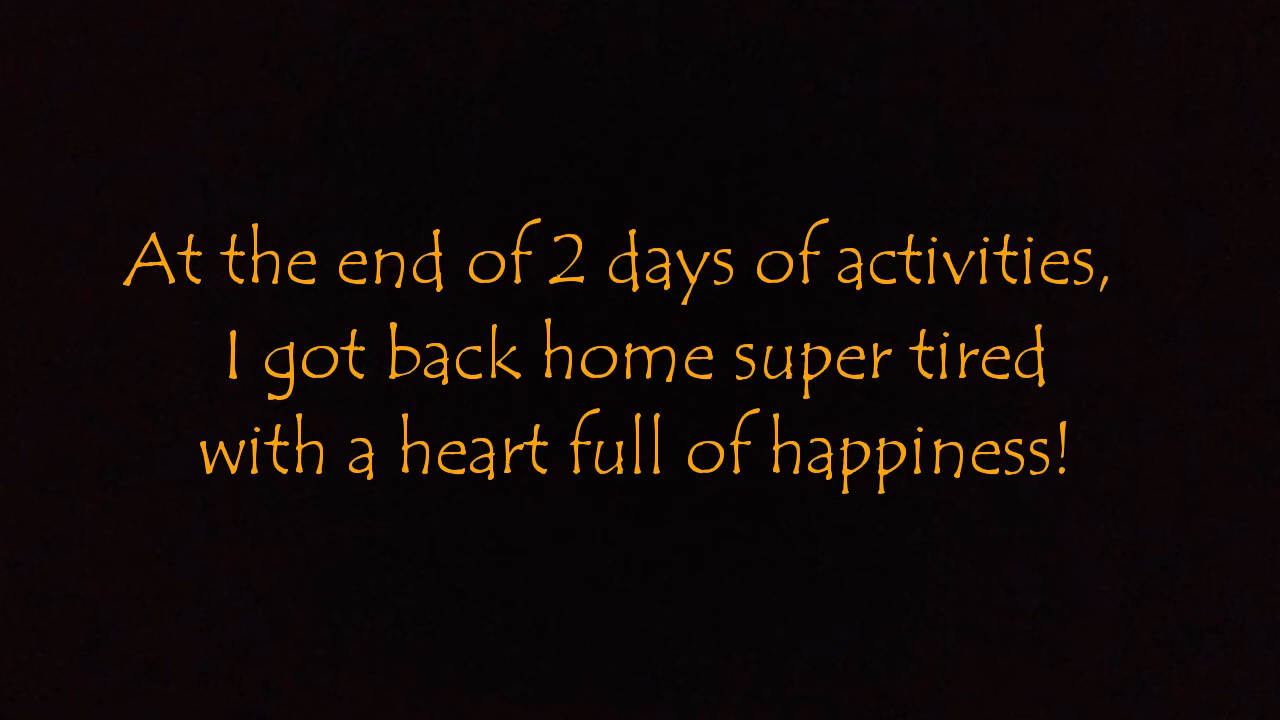 At the end of 2 days of activities,
I got back home super tired
with a heart full of happiness!